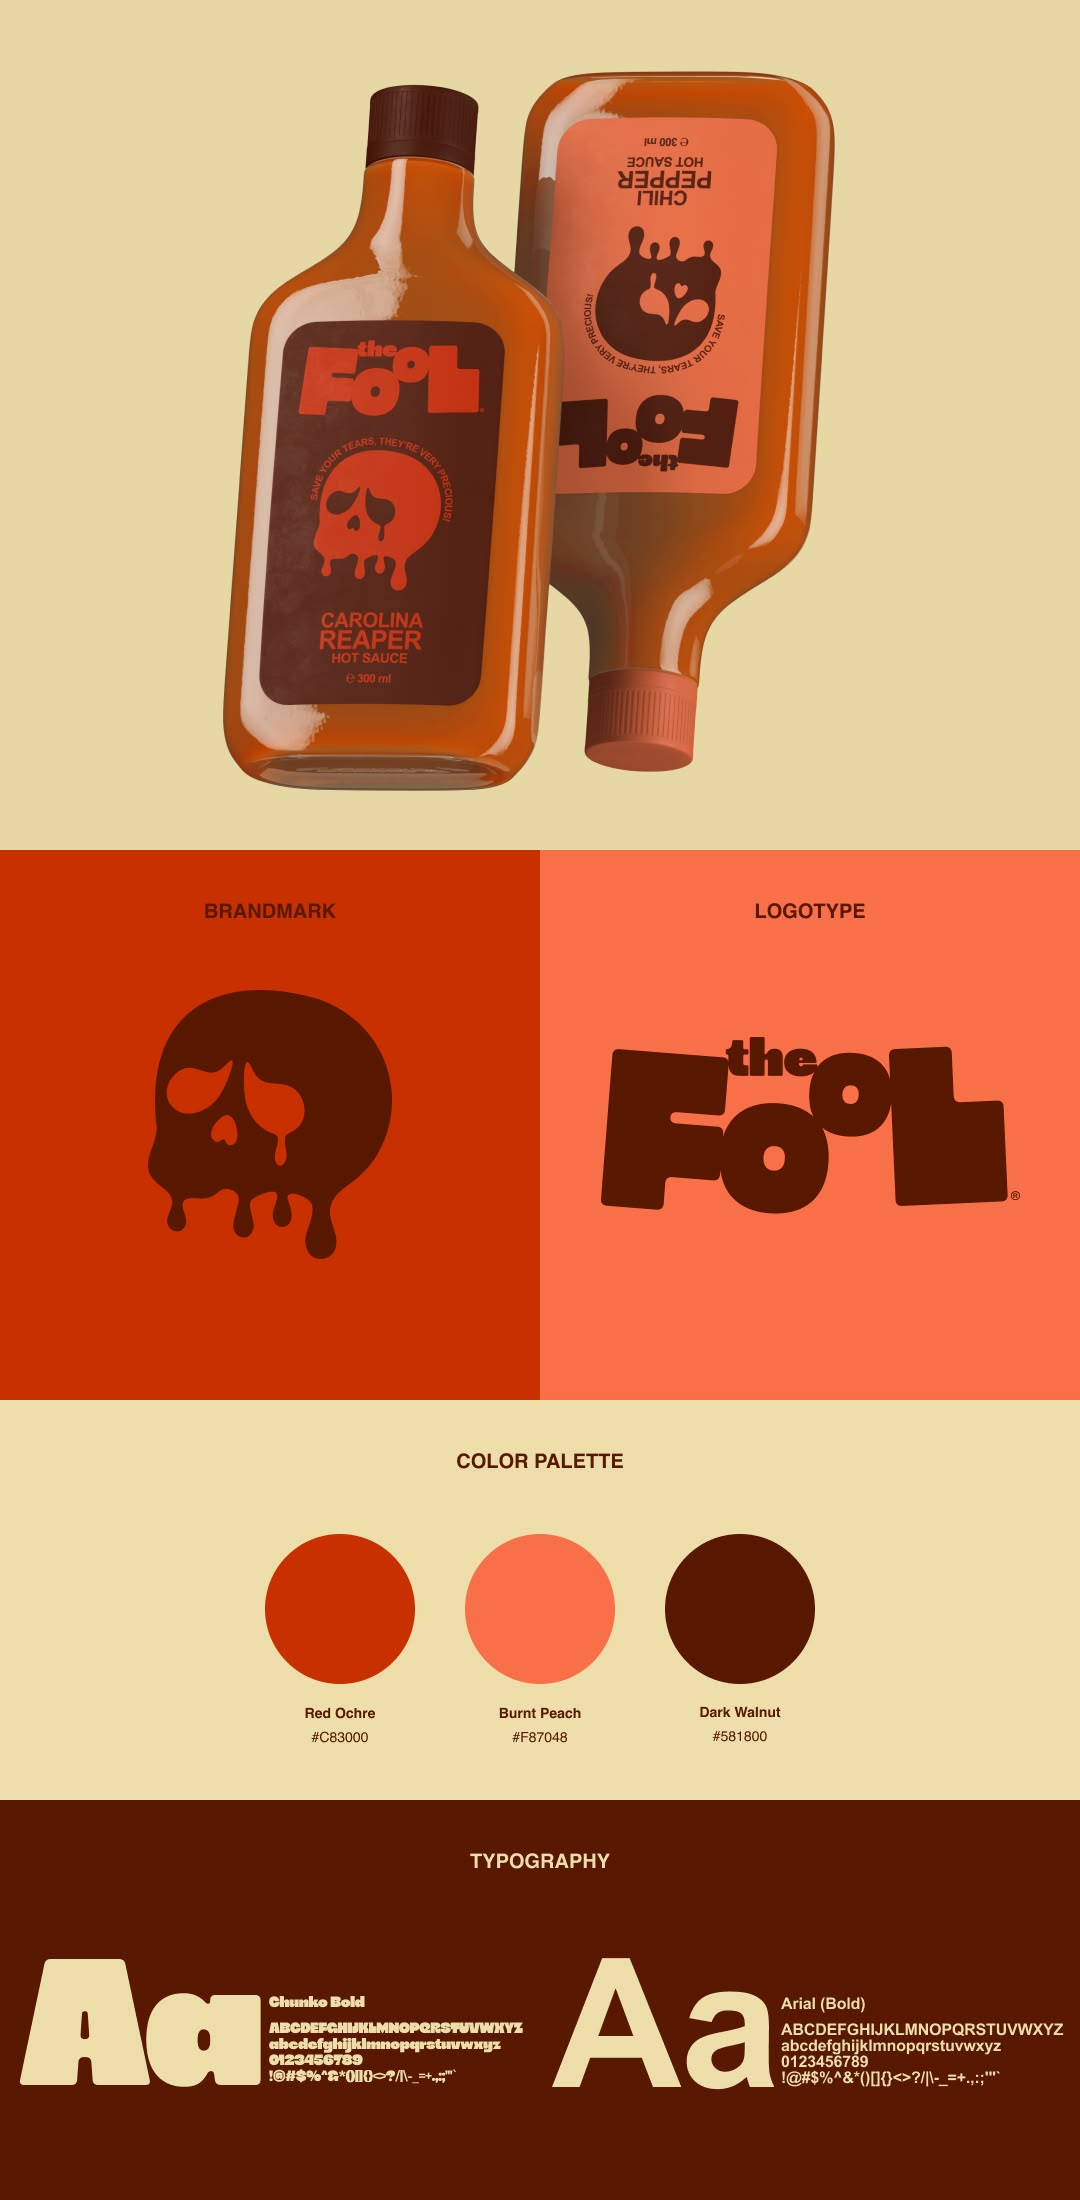 the
FOOL
SAVE YOUR TEARS, THEY'RE VERY PRECIOUS!
CAROLINA
REAPER
HOT SAUCE
℮ 300 ml
the
FOOL
SAVE YOUR TEARS, THEY'RE VERY PRECIOUS!
CHILI
PEPPER
HOT SAUCE
℮ 300 ml
BRANDMARK
LOGOTYPE
the
FOOL
®
COLOR PALETTE
Red Ochre
#C83000
Burnt Peach
#F87048
Dark Walnut
#581800
TYPOGRAPHY
Aa
Chunko Bold
ABCDEFGHIJKLMNOPQRSTUVWXYZ
abcdefghijklmnopqrstuvwxyz
0123456789
!@#$%^&*()[]{}<>?/|\-_=+.,:;'"`
Aa
Arial (Bold)
ABCDEFGHIJKLMNOPQRSTUVWXYZ
abcdefghijklmnopqrstuvwxyz
0123456789
!@#$%^&*()[]{}<>?/|\-_=+.,:;'"`